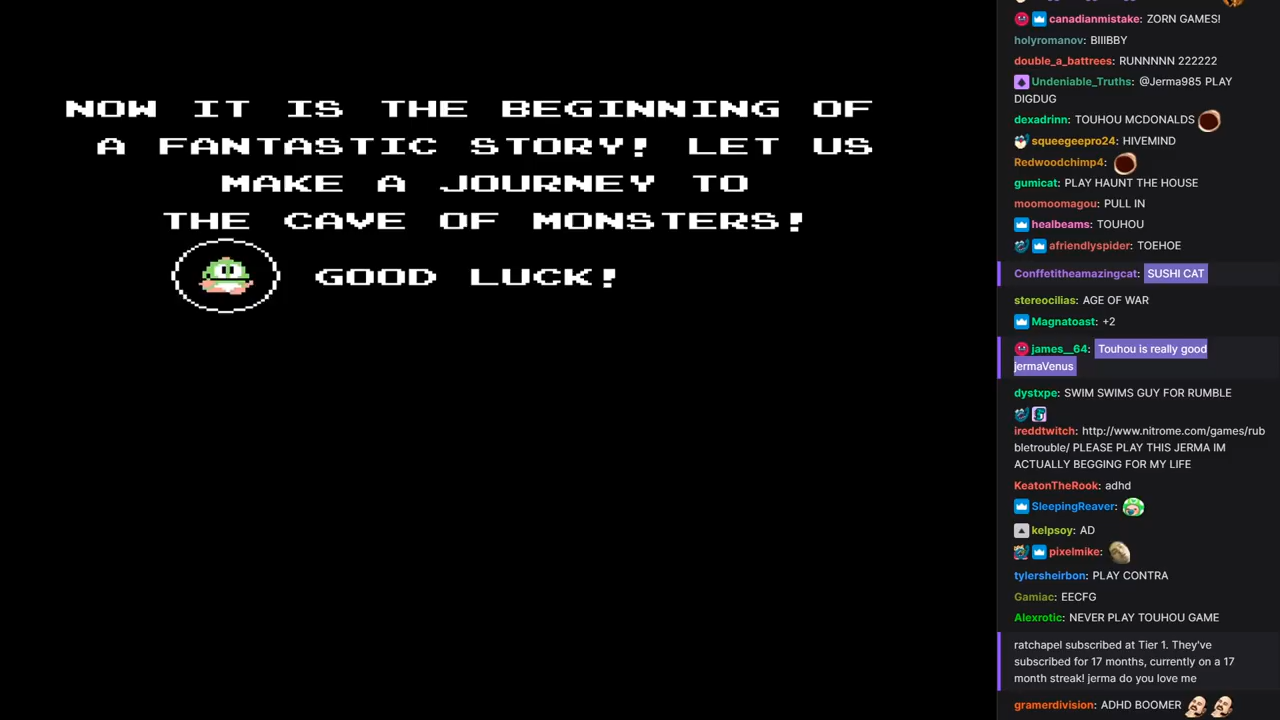 NOW IT IS THE BEGINNING OF
A FANTASTIC STORY! LET US
MAKE A JOURNEY TO
THE CAVE OF MONSTERS!
GOOD LUCK!
canadianmistake: ZORN GAMES!
holyromanov: BIIIBBY
double_a_battrees: RUNNNNN 222222
Undeniable_Truths: @Jerma985 PLAY
DIGDUG
dexadrinn: TOUHOU MCDONALDS
squeegeepro24: HIVEMIND
Redwoodchimp4:
gumicat: PLAY HAUNT THE HOUSE
moomoomagou: PULL IN
healbeams: TOUHOU
afriendlyspider: TOEHOE
Conffetitheamazingcat: SUSHI CAT
stereocilias: AGE OF WAR
Magnatoast: +2
james__64: Touhou is really good
jermaVenus
dystxpe: SWIM SWIMS GUY FOR RUMBLE
ireddtwitch: http://www.nitrome.com/games/rub
bletrouble/ PLEASE PLAY THIS JERMA IM
ACTUALLY BEGGING FOR MY LIFE
KeatonTheRook: adhd
SleepingReaver:
kelpsoy: AD
pixelmike:
tylersheirbon: PLAY CONTRA
Gamiac: EECFG
Alexrotic: NEVER PLAY TOUHOU GAME
ratchapel subscribed at Tier 1. They've
subscribed for 17 months, currently on a 17
month streak! jerma do you love me
gramerdivision: ADHD BOOMER